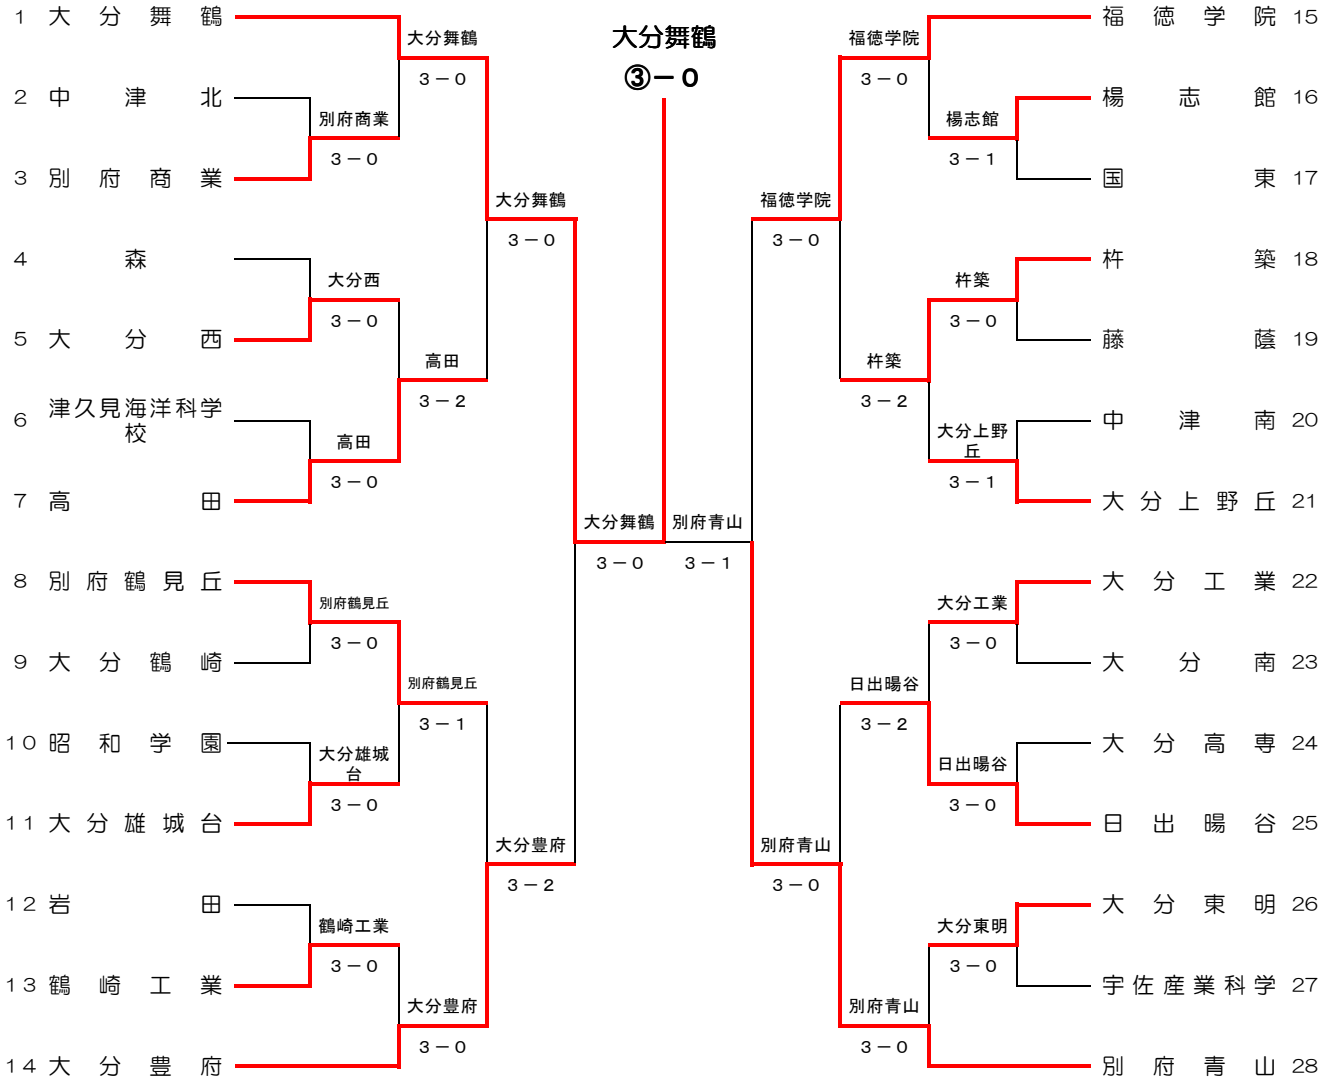 1 大分舞鶴
2 中津北
3 別府商業
4 森
5 大分西
6 津久見海洋科学
校
7 高田
8 別府鶴見丘
9 大分鶴崎
10 昭和学園
11 大分雄城台
12 岩田
13 鶴崎工業
14 大分豊府
大分舞鶴
3－0
別府商業
3－0
大分西
3－0
高田
3－0
高田
3－2
大分舞鶴
3－0
別府鶴見丘
3－0
別府鶴見丘
3－1
大分雄城
台
3－0
鶴崎工業
3－0
大分豊府
3－0
大分豊府
3－2
大分舞鶴
3－0
大分舞鶴
③－0
別府青山
3－1
福徳学院
3－0
福徳学院
3－0
楊志館
3－1
杵築
3－0
杵築
3－2
大分上野
丘
3－1
大分工業
3－0
日出暘谷
3－2
日出暘谷
3－0
別府青山
3－0
大分東明
3－0
別府青山
3－0
福徳学院 15
楊志館 16
国東 17
杵築 18
藤蔭 19
中津南 20
大分上野丘 21
大分工業 22
大分南 23
大分高専 24
日出暘谷 25
大分東明 26
宇佐産業科学 27
別府青山 28